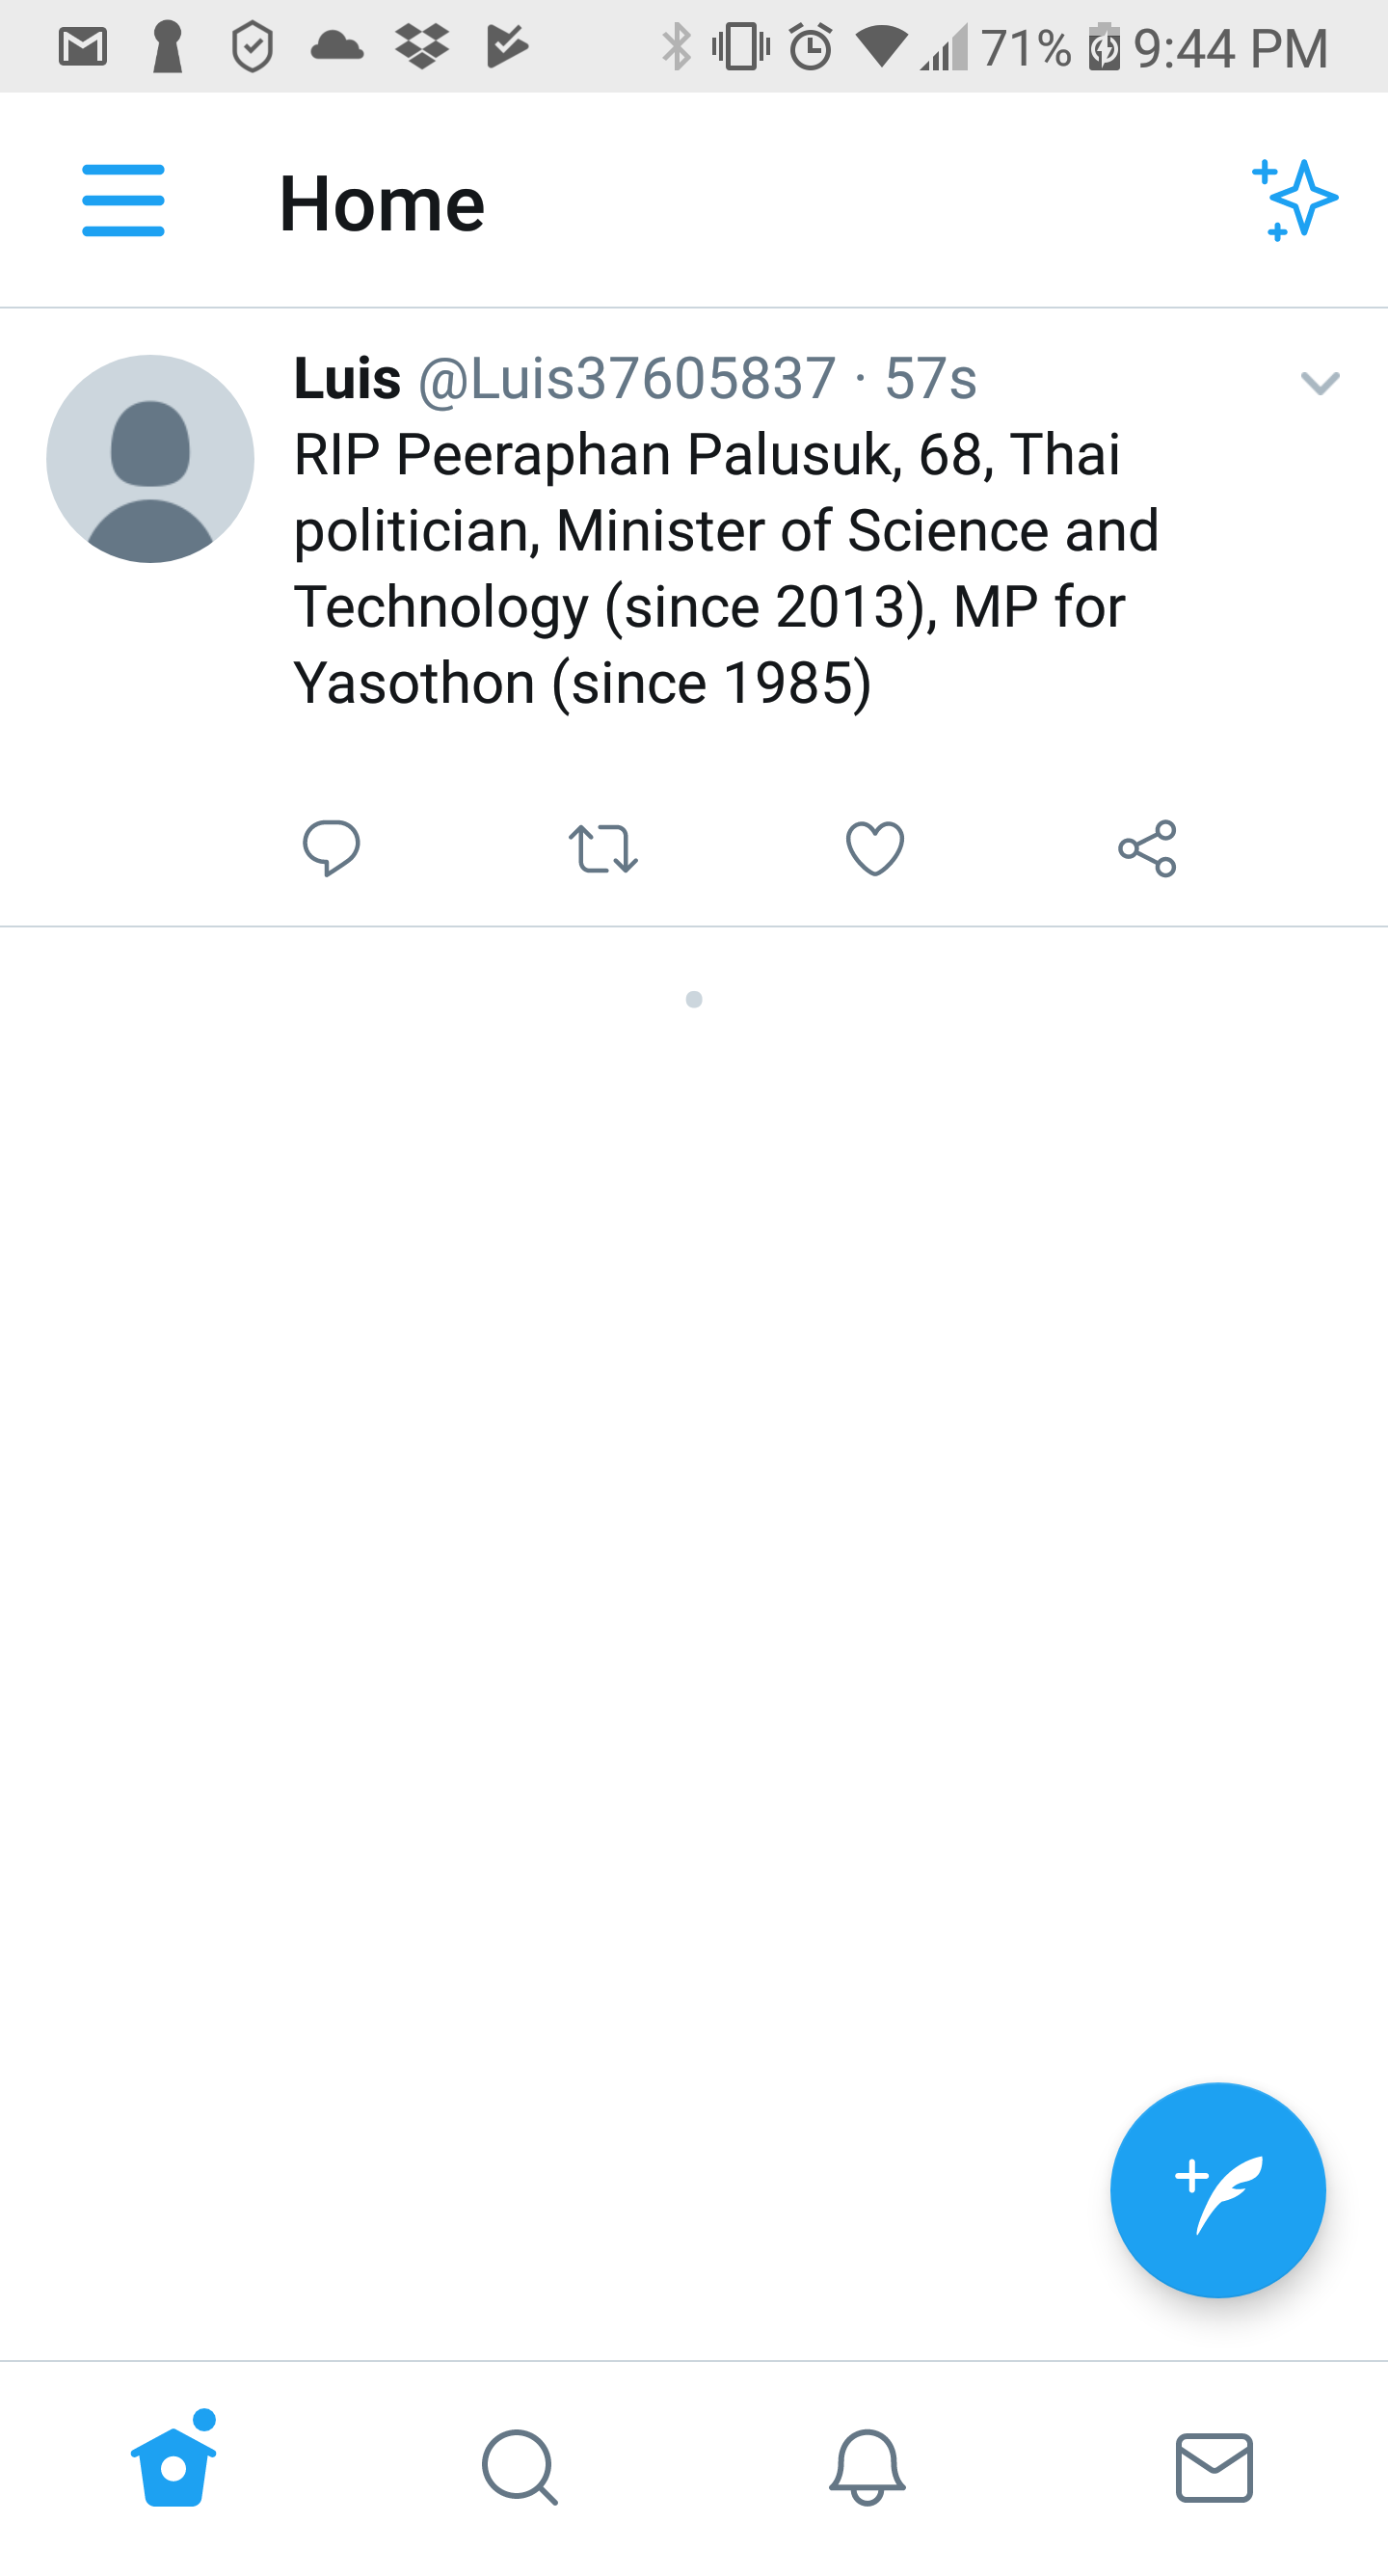 71% 9:44 PM
Home
Luis @Luis37605837 · 57s
RIP Peeraphan Palusuk, 68, Thai
politician, Minister of Science and
Technology (since 2013), MP for
Yasothon (since 1985)